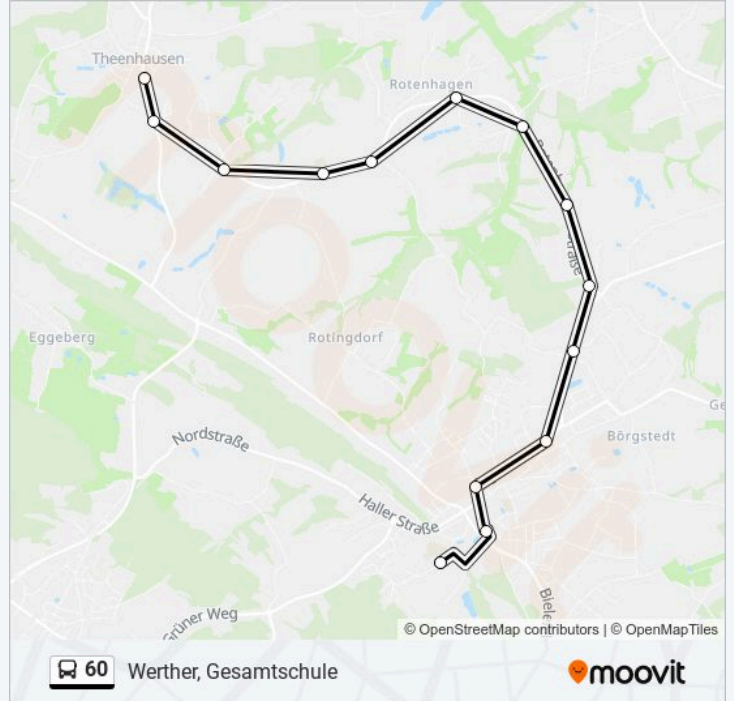 Theenhausen
Rotenhagen
Eggeberg
Rotingdorf
Börgstedt
Nordstraße
Haller Straße
Grüner Weg
© OpenStreetMap contributors | © OpenMapTiles
60 Werther, Gesamtschule
moovit